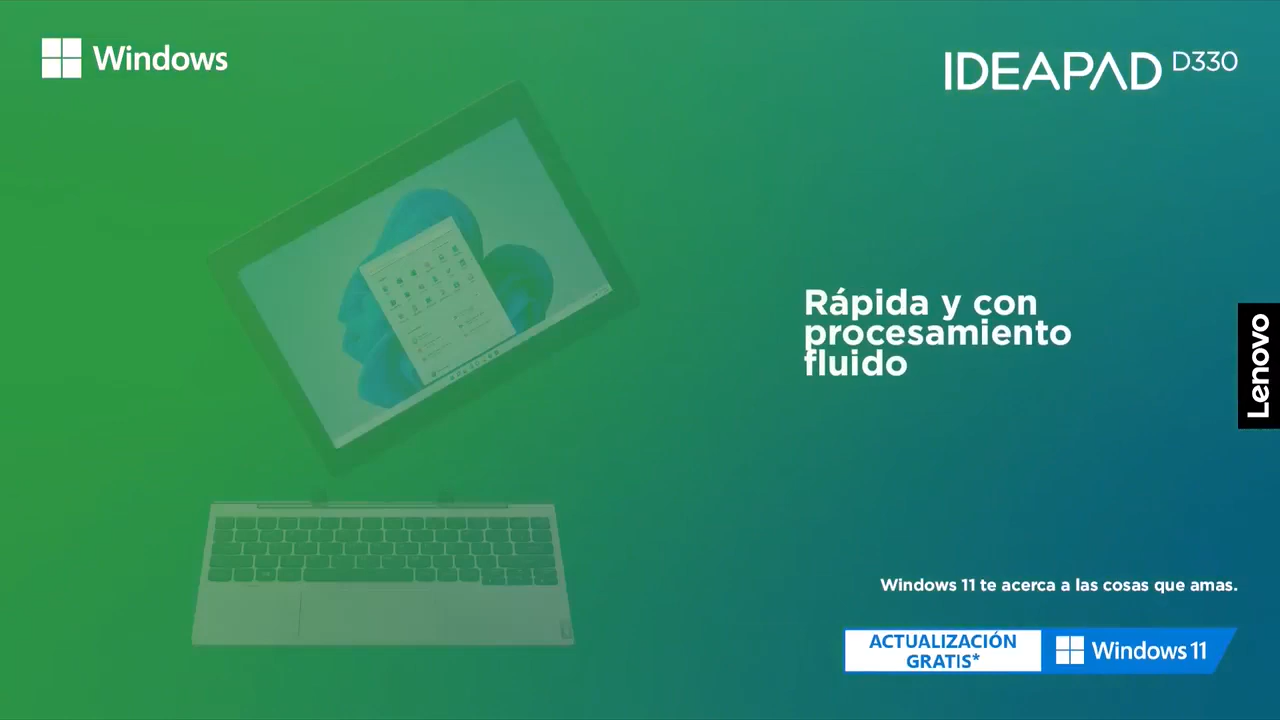 Windows
IDEAPAD D330
Rápida y con
procesamiento
fluido
Lenovo
Windows 11 te acerca a las cosas que amas.
ACTUALIZACIÓN
GRATIS*
Windows 11